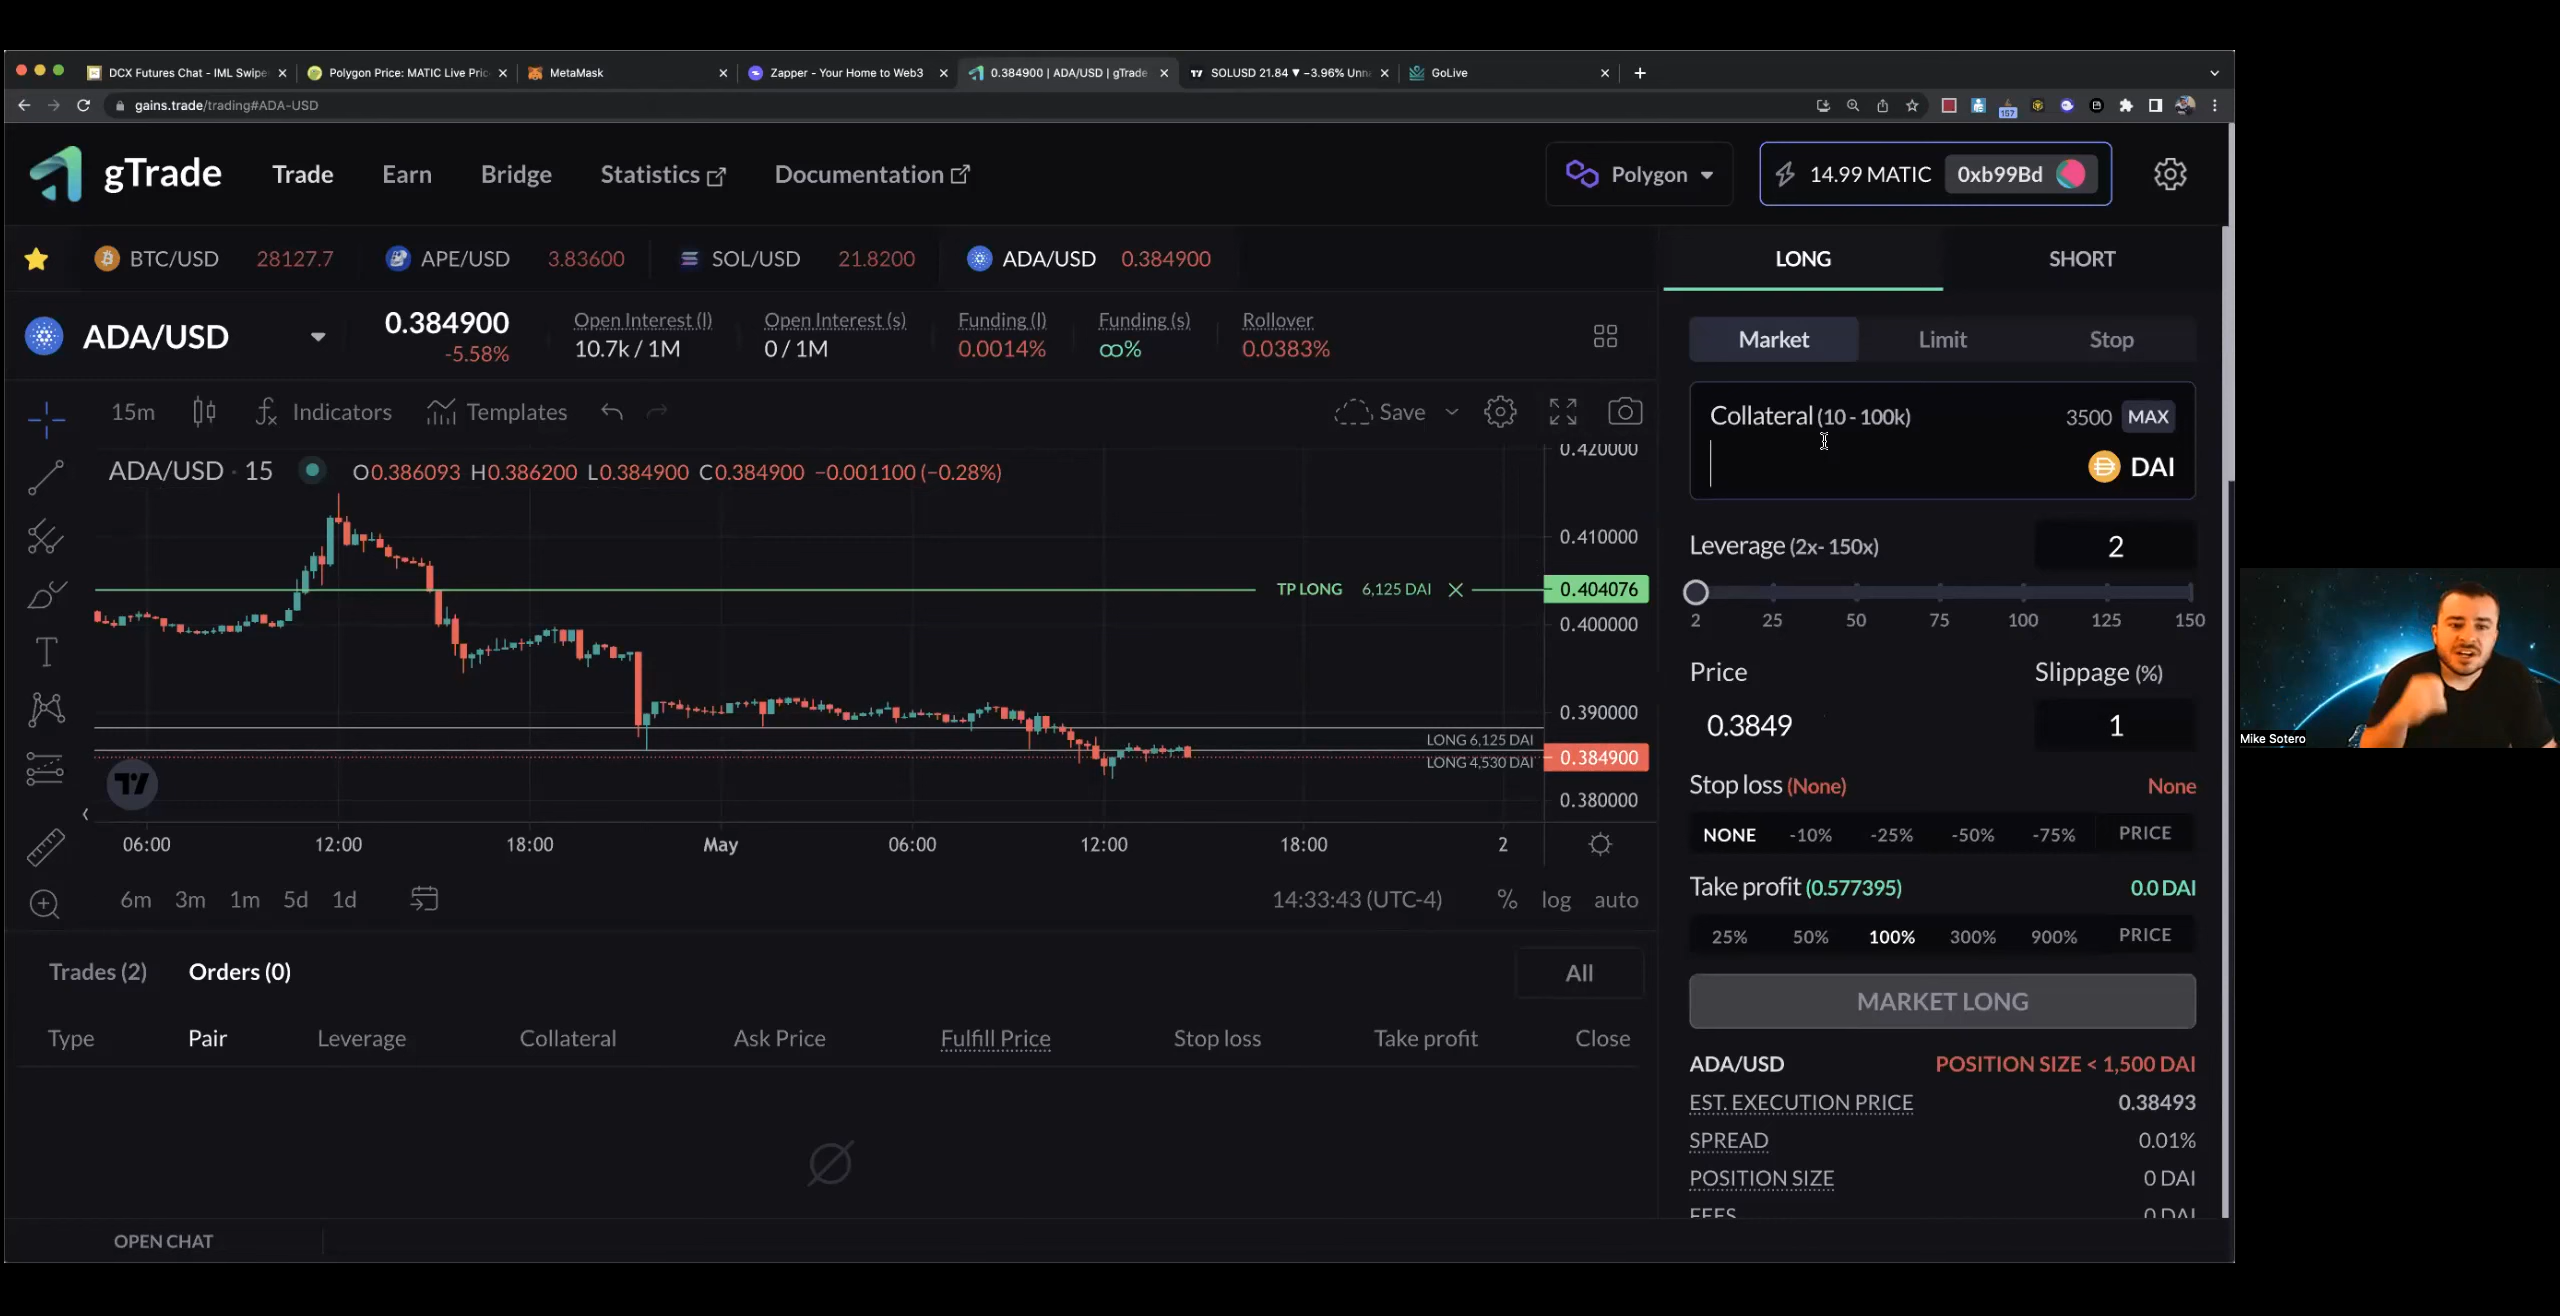 DCX Futures Chat - IML Swipe
Polygon Price: MATIC Live Pric
MetaMask
Zapper - Your Home to Web3
0.384900 | ADA/USD | gTrade
SOLUSD 21.84 ▼ −3.96% Unn
GoLive
gains.trade/trading#ADA-USD
157
gTrade
Trade
Earn
Bridge
Statistics
Documentation
Polygon
14.99 MATIC
0xb99Bd
BTC/USD 28127.7
APE/USD 3.83600
SOL/USD 21.8200
ADA/USD 0.384900
LONG
SHORT
ADA/USD
0.384900
-5.58%
Open Interest (l)
10.7k / 1M
Open Interest (s)
0 / 1M
Funding (l)
0.0014%
Funding (s)
∞%
Rollover
0.0383%
Market
Limit
Stop
15m
Indicators
Templates
Save
Collateral (10 - 100k)
3500 MAX
DAI
ADA/USD · 15
O0.386093 H0.386200 L0.384900 C0.384900 −0.001100 (−0.28%)
0.420000
0.410000
0.404076
0.400000
0.390000
0.384900
0.380000
TP LONG 6,125 DAI
LONG 6,125 DAI
LONG 4,530 DAI
06:00
12:00
18:00
May
06:00
12:00
18:00
2
6m 3m 1m 5d 1d
14:33:43 (UTC-4)
% log auto
Leverage (2x- 150x)
2
2 25 50 75 100 125 150
Price
Slippage (%)
0.3849
1
Stop loss (None)
None
NONE -10% -25% -50% -75% PRICE
Take profit (0.577395)
0.0 DAI
25% 50% 100% 300% 900% PRICE
MARKET LONG
ADA/USD
POSITION SIZE < 1,500 DAI
EST. EXECUTION PRICE
0.38493
SPREAD
0.01%
POSITION SIZE
0 DAI
FEES
0 DAI
Trades (2)
Orders (0)
All
Type
Pair
Leverage
Collateral
Ask Price
Fulfill Price
Stop loss
Take profit
Close
OPEN CHAT
Mike Sotero